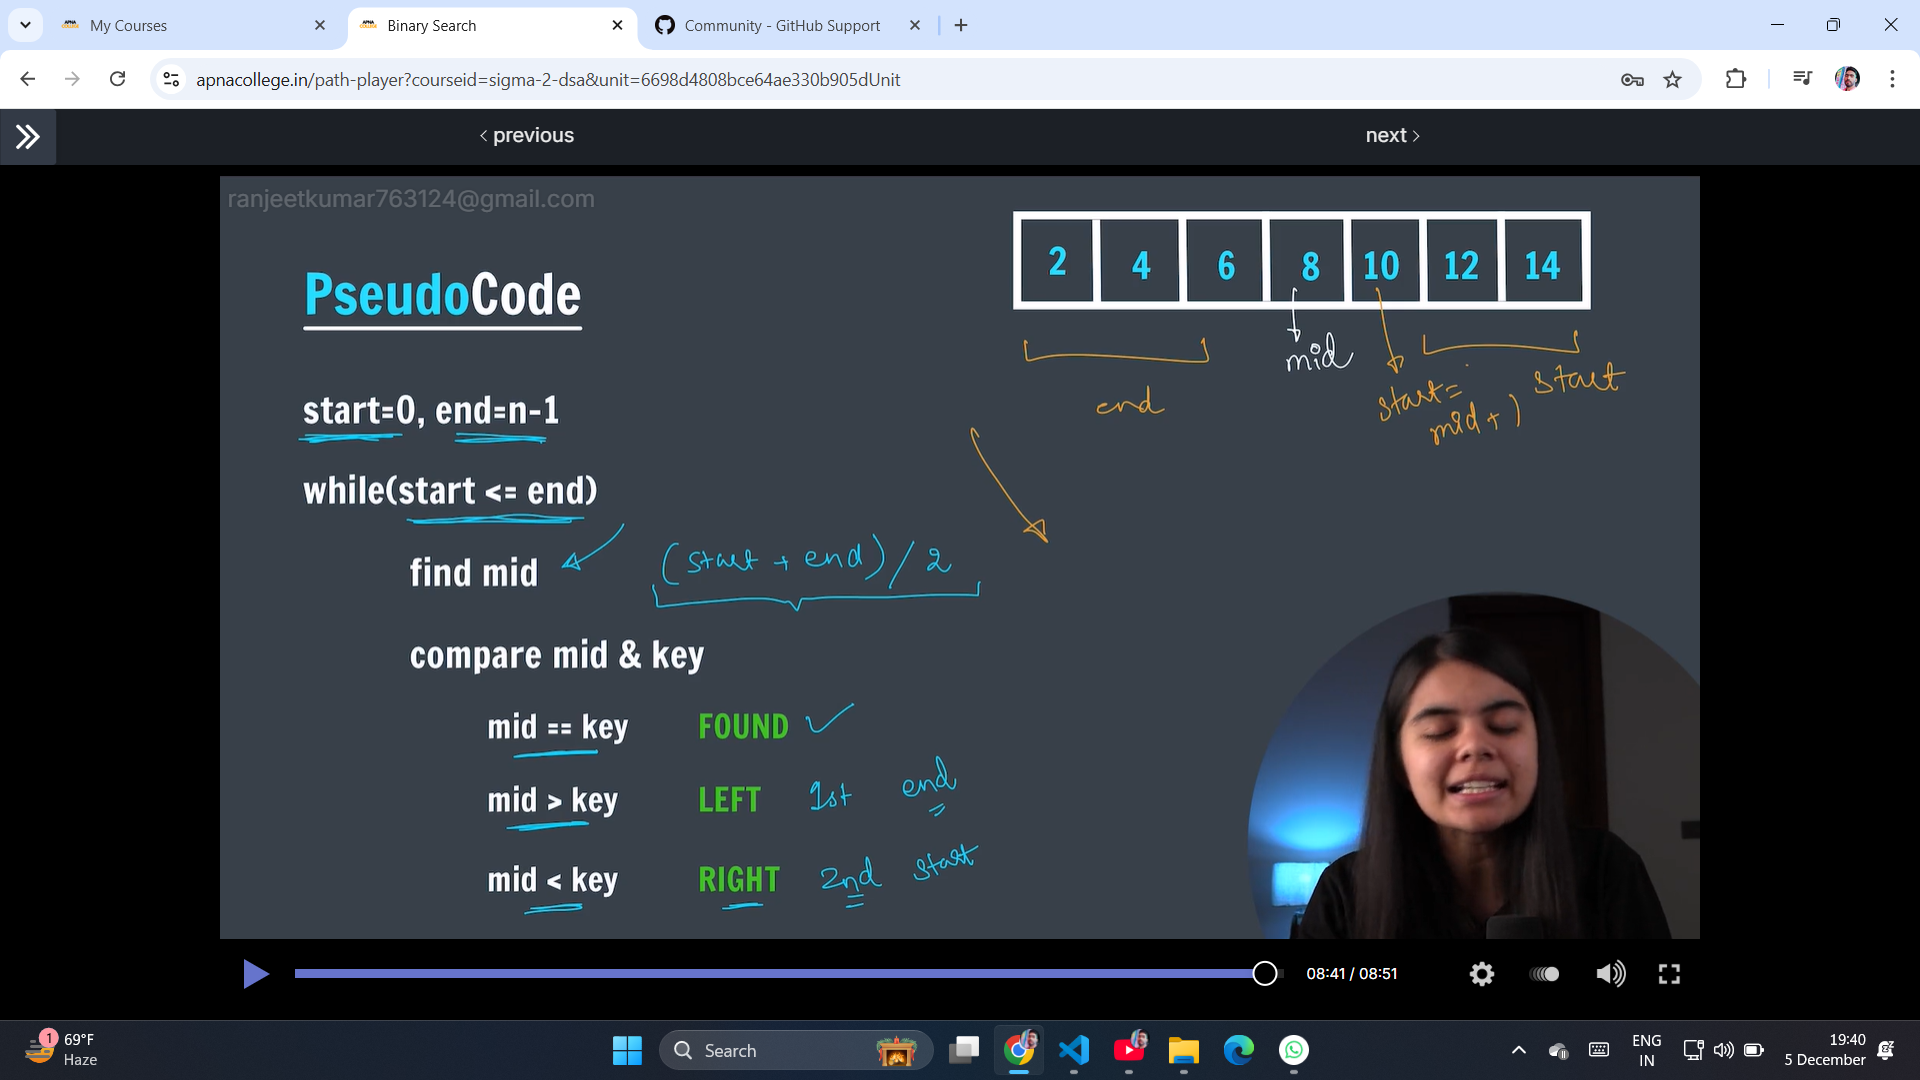 My Courses
Binary Search
Community - GitHub Support
apnacollege.in/path-player?courseid=sigma-2-dsa&unit=6698d4808bce64ae330b905dUnit
previous
next
ranjeetkumar763124@gmail.com
2 4 6 8 10 12 14
mid
end
start=
mid+1
start
PseudoCode
start=0, end=n-1
while(start <= end)
find mid
(start + end)/2
compare mid & key
mid == key FOUND
mid > key LEFT 1st end
mid < key RIGHT 2nd start
08:41 / 08:51
1
69°F
Haze
Search
ENG
IN
19:40
5 December